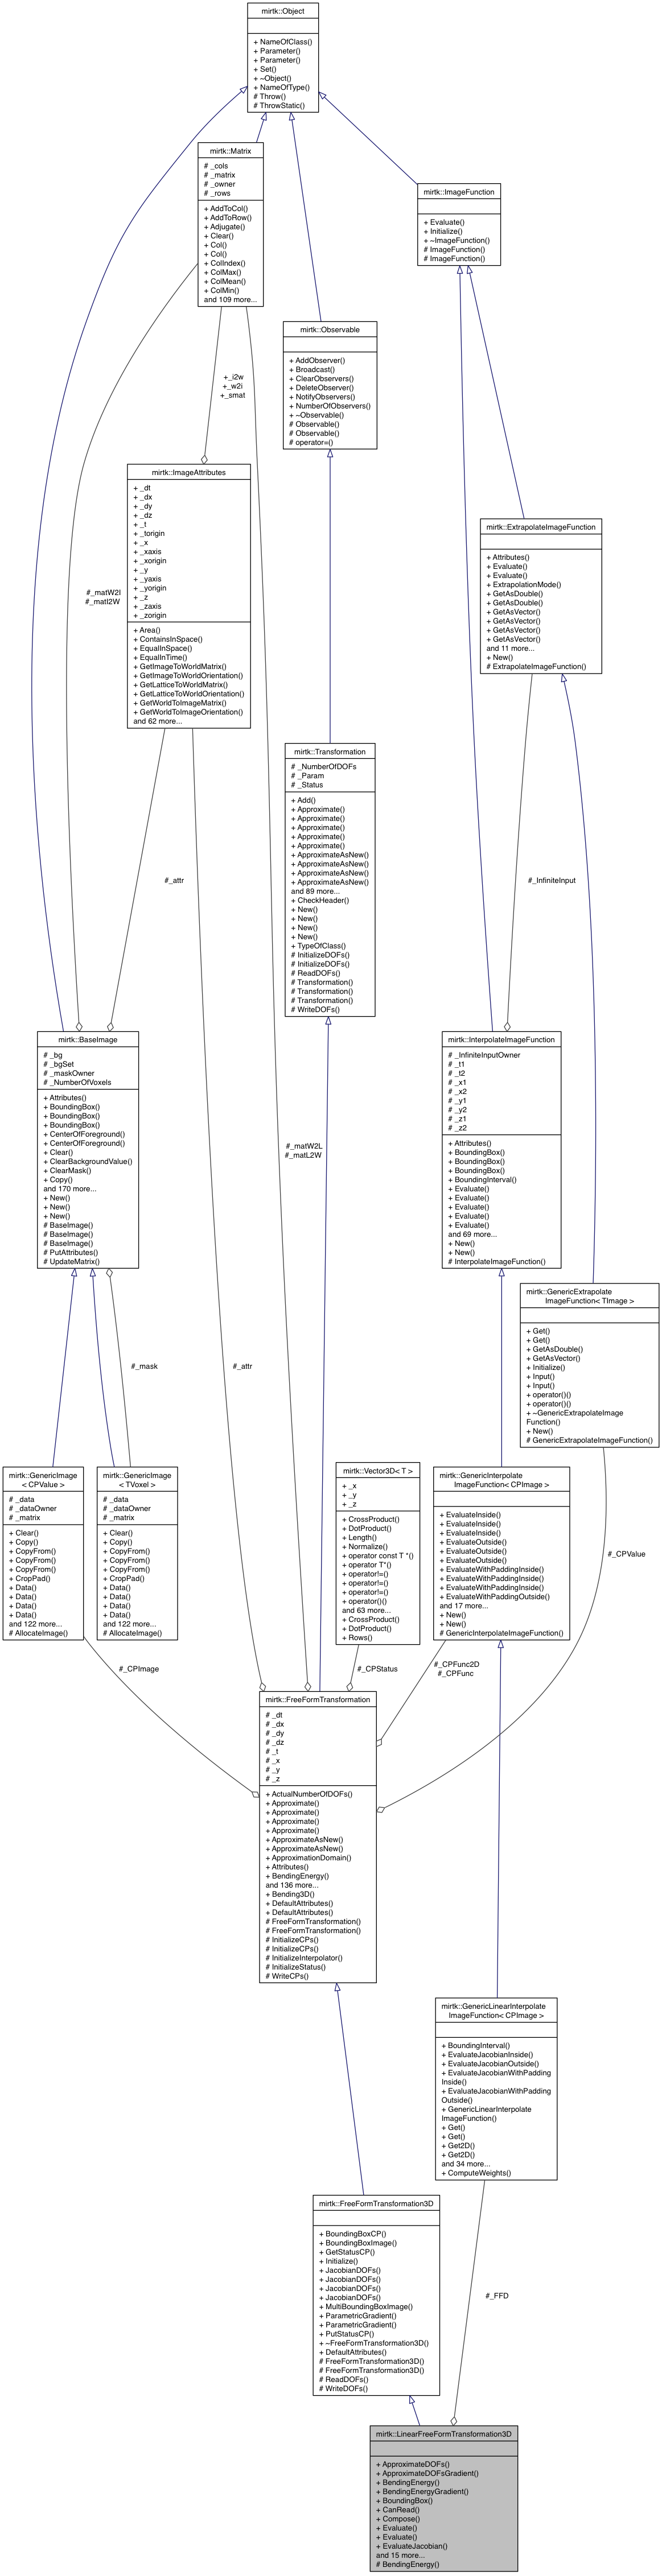 mirtk::Object
+ NameOfClass()
+ Parameter()
+ Parameter()
+ Set()
+ ~Object()
+ NameOfType()
# Throw()
# ThrowStatic()
mirtk::Matrix
# _cols
# _matrix
# _owner
# _rows
+ AddToCol()
+ AddToRow()
+ Adjugate()
+ Clear()
+ Col()
+ Col()
+ ColIndex()
+ ColMax()
+ ColMean()
+ ColMin()
and 109 more...
mirtk::ImageFunction
+ Evaluate()
+ Initialize()
+ ~ImageFunction()
# ImageFunction()
# ImageFunction()
mirtk::Observable
+ AddObserver()
+ Broadcast()
+ ClearObservers()
+ DeleteObserver()
+ NotifyObservers()
+ NumberOfObservers()
+ ~Observable()
# Observable()
# Observable()
# operator=()
+_i2w
+_w2i
+_smat
mirtk::ImageAttributes
+ _dt
+ _dx
+ _dy
+ _dz
+ _t
+ _torigin
+ _x
+ _xaxis
+ _xorigin
+ _y
+ _yaxis
+ _yorigin
+ _z
+ _zaxis
+ _zorigin
+ Area()
+ ContainsInSpace()
+ EqualInSpace()
+ EqualInTime()
+ GetImageToWorldMatrix()
+ GetImageToWorldOrientation()
+ GetLatticeToWorldMatrix()
+ GetLatticeToWorldOrientation()
+ GetWorldToImageMatrix()
+ GetWorldToImageOrientation()
and 62 more...
#_matW2I
#_matI2W
mirtk::ExtrapolateImageFunction
+ Attributes()
+ Evaluate()
+ Evaluate()
+ ExtrapolationMode()
+ GetAsDouble()
+ GetAsDouble()
+ GetAsVector()
+ GetAsVector()
+ GetAsVector()
+ GetAsVector()
and 11 more...
+ New()
# ExtrapolateImageFunction()
mirtk::Transformation
# _NumberOfDOFs
# _Param
# _Status
+ Add()
+ Approximate()
+ Approximate()
+ Approximate()
+ Approximate()
+ Approximate()
+ ApproximateAsNew()
+ ApproximateAsNew()
+ ApproximateAsNew()
+ ApproximateAsNew()
and 89 more...
+ CheckHeader()
+ New()
+ New()
+ New()
+ New()
+ TypeOfClass()
# InitializeDOFs()
# InitializeDOFs()
# ReadDOFs()
# Transformation()
# Transformation()
# Transformation()
# WriteDOFs()
#_attr
#_InfiniteInput
mirtk::BaseImage
# _bg
# _bgSet
# _maskOwner
# _NumberOfVoxels
+ Attributes()
+ BoundingBox()
+ BoundingBox()
+ BoundingBox()
+ CenterOfForeground()
+ CenterOfForeground()
+ Clear()
+ ClearBackgroundValue()
+ ClearMask()
+ Copy()
and 170 more...
+ New()
+ New()
+ New()
# BaseImage()
# BaseImage()
# BaseImage()
# PutAttributes()
# UpdateMatrix()
mirtk::InterpolateImageFunction
# _InfiniteInputOwner
# _t1
# _t2
# _x1
# _x2
# _y1
# _y2
# _z1
# _z2
+ Attributes()
+ BoundingBox()
+ BoundingBox()
+ BoundingBox()
+ BoundingInterval()
+ Evaluate()
+ Evaluate()
+ Evaluate()
+ Evaluate()
+ Evaluate()
and 69 more...
+ New()
+ New()
# InterpolateImageFunction()
#_matW2L
#_matL2W
mirtk::GenericExtrapolate
ImageFunction< TImage >
+ Get()
+ Get()
+ GetAsDouble()
+ GetAsVector()
+ Initialize()
+ Input()
+ Input()
+ operator()()
+ operator()()
+ ~GenericExtrapolateImage
Function()
+ New()
# GenericExtrapolateImageFunction()
#_mask
#_attr
mirtk::GenericImage
< CPValue >
# _data
# _dataOwner
# _matrix
+ Clear()
+ Copy()
+ CopyFrom()
+ CopyFrom()
+ CopyFrom()
+ CropPad()
+ Data()
+ Data()
+ Data()
+ Data()
and 122 more...
# AllocateImage()
mirtk::GenericImage
< TVoxel >
# _data
# _dataOwner
# _matrix
+ Clear()
+ Copy()
+ CopyFrom()
+ CopyFrom()
+ CopyFrom()
+ CropPad()
+ Data()
+ Data()
+ Data()
+ Data()
and 122 more...
# AllocateImage()
mirtk::Vector3D< T >
+ _x
+ _y
+ _z
+ CrossProduct()
+ DotProduct()
+ Length()
+ Normalize()
+ operator const T *()
+ operator T*()
+ operator!=()
+ operator!=()
+ operator!=()
+ operator()()
and 63 more...
+ CrossProduct()
+ DotProduct()
+ Rows()
mirtk::GenericInterpolate
ImageFunction< CPImage >
+ EvaluateInside()
+ EvaluateInside()
+ EvaluateInside()
+ EvaluateOutside()
+ EvaluateOutside()
+ EvaluateOutside()
+ EvaluateWithPaddingInside()
+ EvaluateWithPaddingInside()
+ EvaluateWithPaddingInside()
+ EvaluateWithPaddingOutside()
and 17 more...
+ New()
+ New()
# GenericInterpolateImageFunction()
#_CPValue
#_CPImage
#_CPStatus
#_CPFunc2D
#_CPFunc
mirtk::FreeFormTransformation
# _dt
# _dx
# _dy
# _dz
# _t
# _x
# _y
# _z
+ ActualNumberOfDOFs()
+ Approximate()
+ Approximate()
+ Approximate()
+ Approximate()
+ ApproximateAsNew()
+ ApproximateAsNew()
+ ApproximationDomain()
+ Attributes()
+ BendingEnergy()
and 136 more...
+ Bending3D()
+ DefaultAttributes()
+ DefaultAttributes()
# FreeFormTransformation()
# FreeFormTransformation()
# InitializeCPs()
# InitializeCPs()
# InitializeInterpolator()
# InitializeStatus()
# WriteCPs()
mirtk::GenericLinearInterpolate
ImageFunction< CPImage >
+ BoundingInterval()
+ EvaluateJacobianInside()
+ EvaluateJacobianOutside()
+ EvaluateJacobianWithPadding
Inside()
+ EvaluateJacobianWithPadding
Outside()
+ GenericLinearInterpolate
ImageFunction()
+ Get()
+ Get()
+ Get2D()
+ Get2D()
and 34 more...
+ ComputeWeights()
mirtk::FreeFormTransformation3D
+ BoundingBoxCP()
+ BoundingBoxImage()
+ GetStatusCP()
+ Initialize()
+ JacobianDOFs()
+ JacobianDOFs()
+ JacobianDOFs()
+ JacobianDOFs()
+ MultiBoundingBoxImage()
+ ParametricGradient()
+ ParametricGradient()
+ PutStatusCP()
+ ~FreeFormTransformation3D()
+ DefaultAttributes()
# FreeFormTransformation3D()
# FreeFormTransformation3D()
# ReadDOFs()
# WriteDOFs()
#_FFD
mirtk::LinearFreeFormTransformation3D
+ ApproximateDOFs()
+ ApproximateDOFsGradient()
+ BendingEnergy()
+ BendingEnergyGradient()
+ BoundingBox()
+ CanRead()
+ Compose()
+ Evaluate()
+ Evaluate()
+ EvaluateJacobian()
and 15 more...
# BendingEnergy()